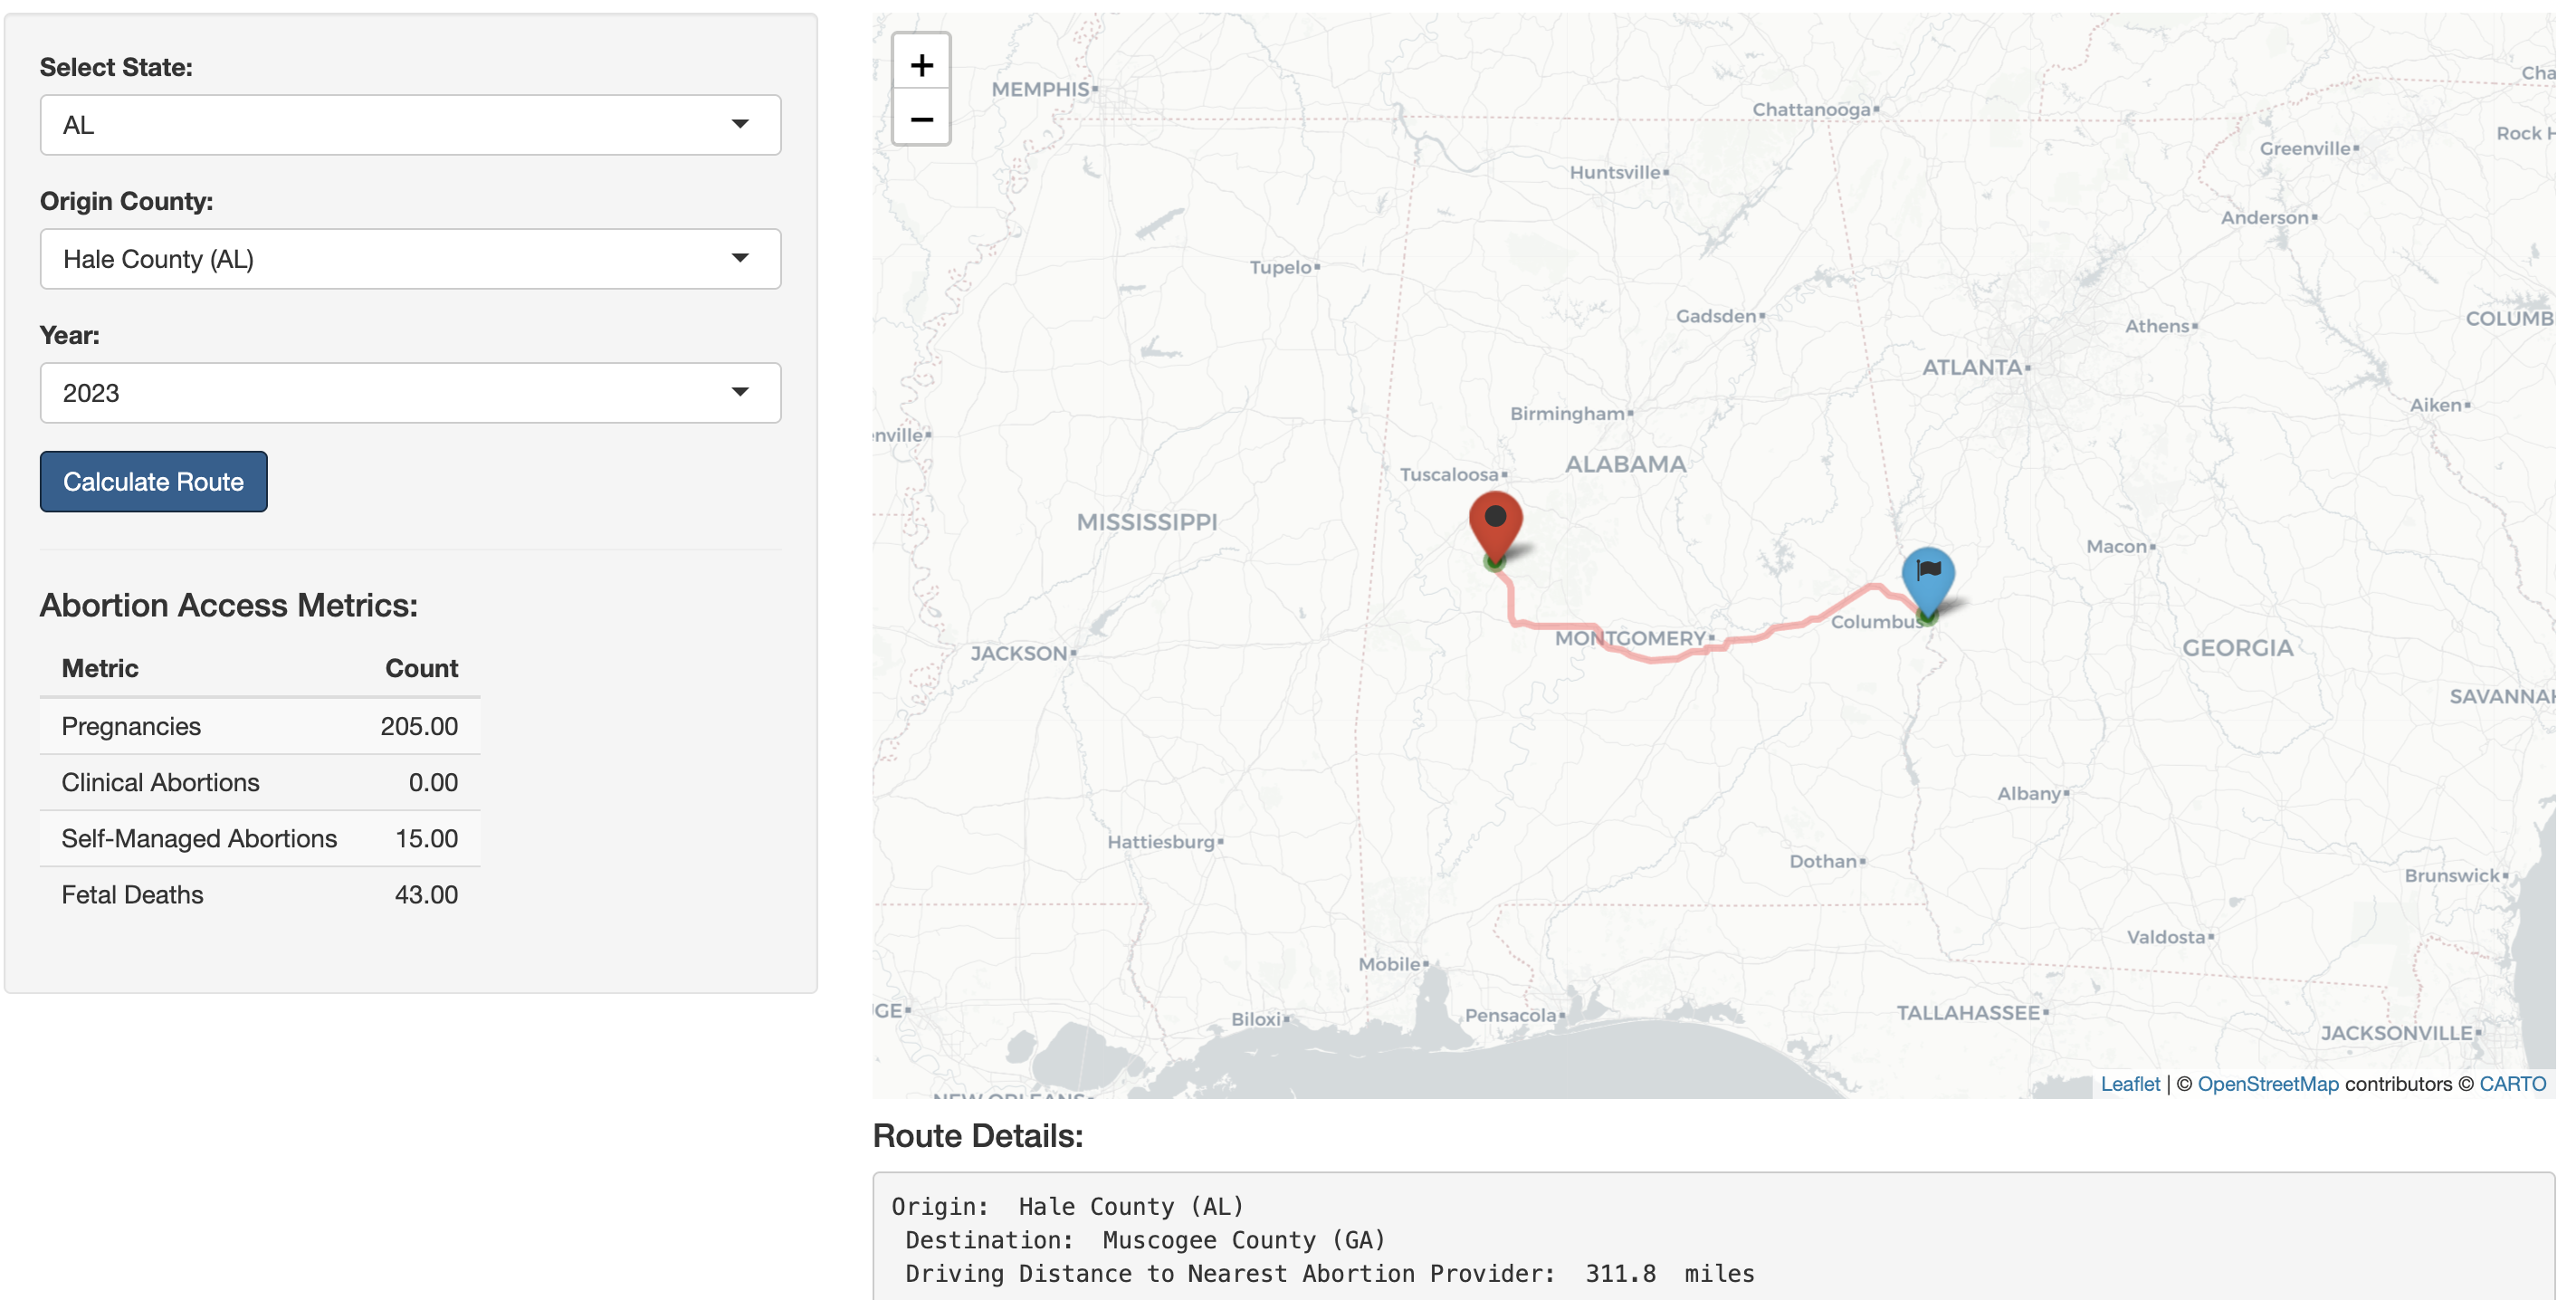 Select State:
AL
Origin County:
Hale County (AL)
Year:
2023
Calculate Route
Abortion Access Metrics:
Metric Count
Pregnancies 205.00
Clinical Abortions 0.00
Self-Managed Abortions 15.00
Fetal Deaths 43.00
+
−
MEMPHIS
Chattanooga
Cha
Rock H
Greenville
Huntsville
Anderson
Tupelo
Gadsden
Athens
COLUMB
ATLANTA
Aiken
Birmingham
nville
ALABAMA
Tuscaloosa
MISSISSIPPI
Macon
Columbus
MONTGOMERY
GEORGIA
JACKSON
SAVANNAH
Albany
Hattiesburg
Dothan
Brunswick
Valdosta
Mobile
GE
Biloxi
Pensacola
TALLAHASSEE
JACKSONVILLE
NEW ORLEANS
Leaflet | © OpenStreetMap contributors © CARTO
Route Details:
Origin: Hale County (AL)
Destination: Muscogee County (GA)
Driving Distance to Nearest Abortion Provider: 311.8 miles